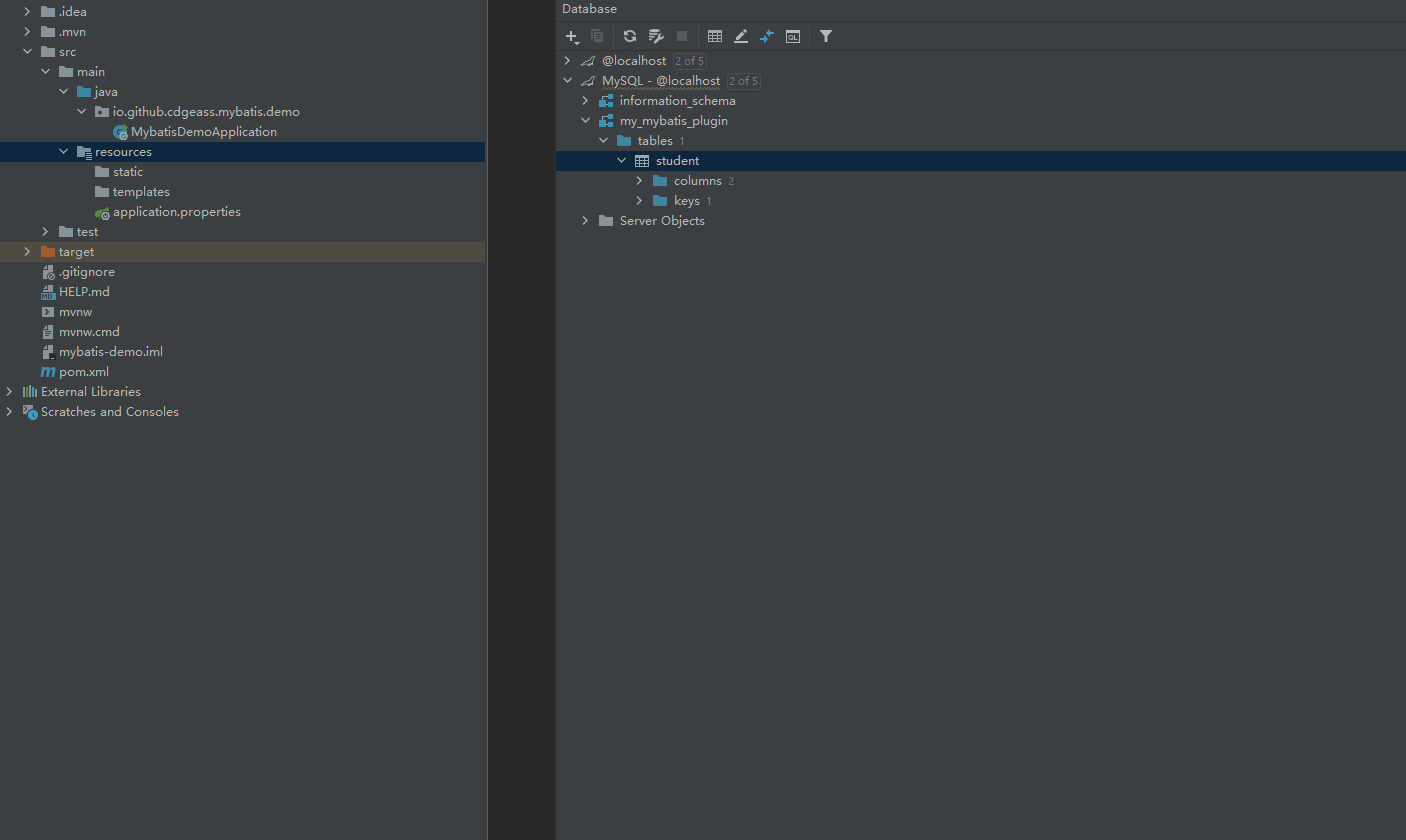 .idea
.mvn
src
main
java
io.github.cdgeass.mybatis.demo
MybatisDemoApplication
resources
static
templates
application.properties
test
target
.gitignore
HELP.md
mvnw
mvnw.cmd
mybatis-demo.iml
pom.xml
External Libraries
Scratches and Consoles
Database
QL
@localhost 2 of 5
MySQL - @localhost 2 of 5
information_schema
my_mybatis_plugin
tables 1
student
columns 2
keys 1
Server Objects